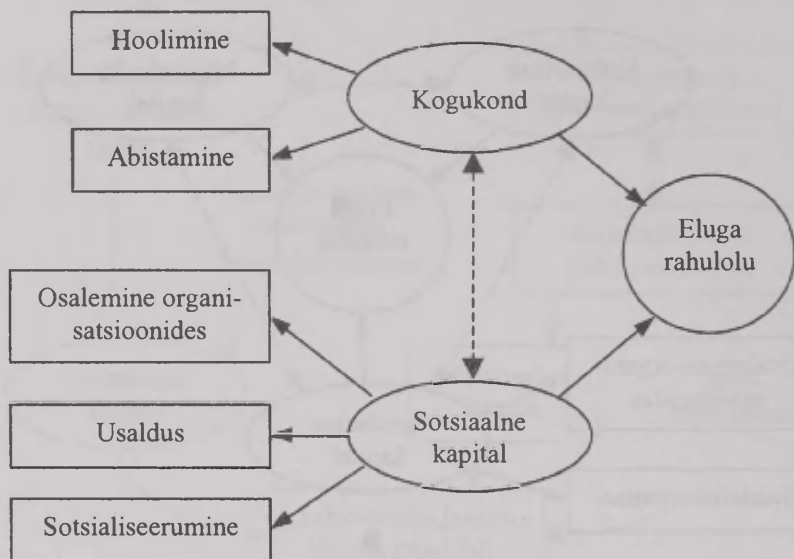 Hoolimine
Kogukond
Abistamine
Eluga
rahulolu
Osalemine organi-
satsioonides
Usaldus
Sotsiaalne
kapital
Sotsialiseerumine